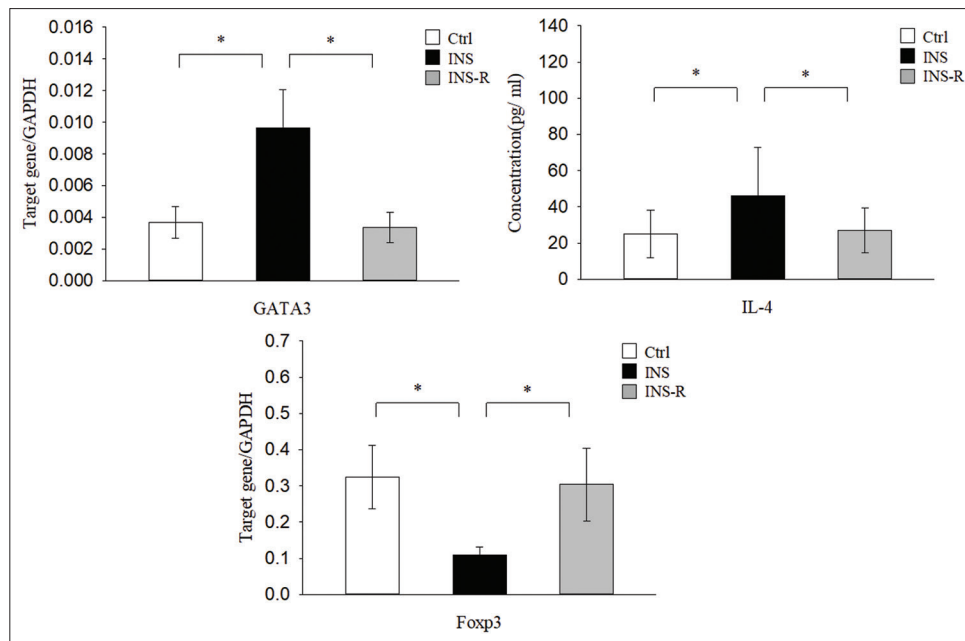 0.016
0.014
0.012
0.010
0.008
0.006
0.004
0.002
0.000
Target gene/GAPDH
* *
Ctrl
INS
INS-R
GATA3
140
120
100
80
60
40
20
0
Concentration(pg/ ml)
* *
Ctrl
INS
INS-R
IL-4
0.7
0.6
0.5
0.4
0.3
0.2
0.1
0.0
Target gene/GAPDH
* *
Ctrl
INS
INS-R
Foxp3